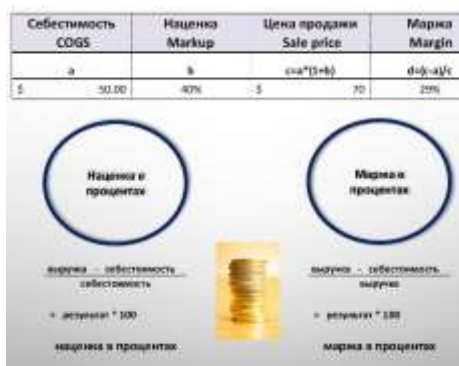 Себестимость Наценка Цена продажи Маржа
COGS Markup Sale price Margin
a b c=a*(1+b) d=(c-a)/c
$ 50.00 40% $ 70 29%
Наценка в Маржа в
процентах процентах
выручка - себестоимость выручка - себестоимость
себестоимость выручка
= результат * 100 = результат * 100
наценка в процентах маржа в процентах